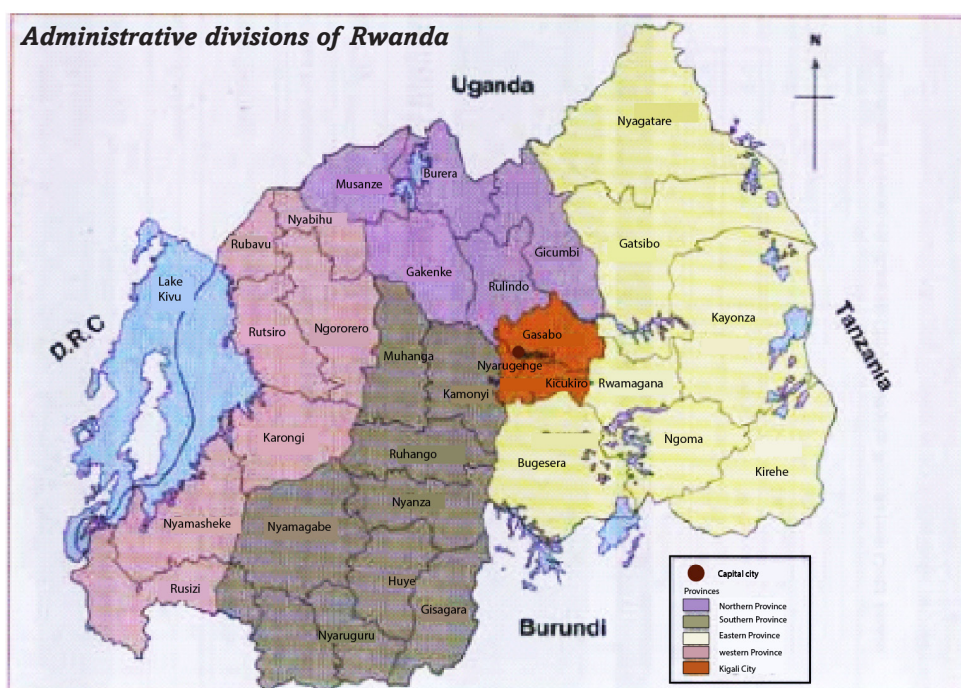 Administrative divisions of Rwanda
N
Uganda
Nyagatare
Musanze
Burera
Nyabihu
Rubavu
Gicumbi
Gatsibo
Gakenke
Rulindo
Lake
Kivu
D.R.C
Rutsiro
Ngororero
Muhanga
Gasabo
Kayonza
Tanzania
Nyarugenge
Kamonyi
Kicukiro
Rwamagana
Karongi
Ruhango
Bugesera
Ngoma
Kirehe
Nyanza
Nyamasheke
Nyamagabe
Rusizi
Huye
Gisagara
Nyaruguru
Burundi
Capital city
Provinces
Northern Province
Southern Province
Eastern Province
western Province
Kigali City